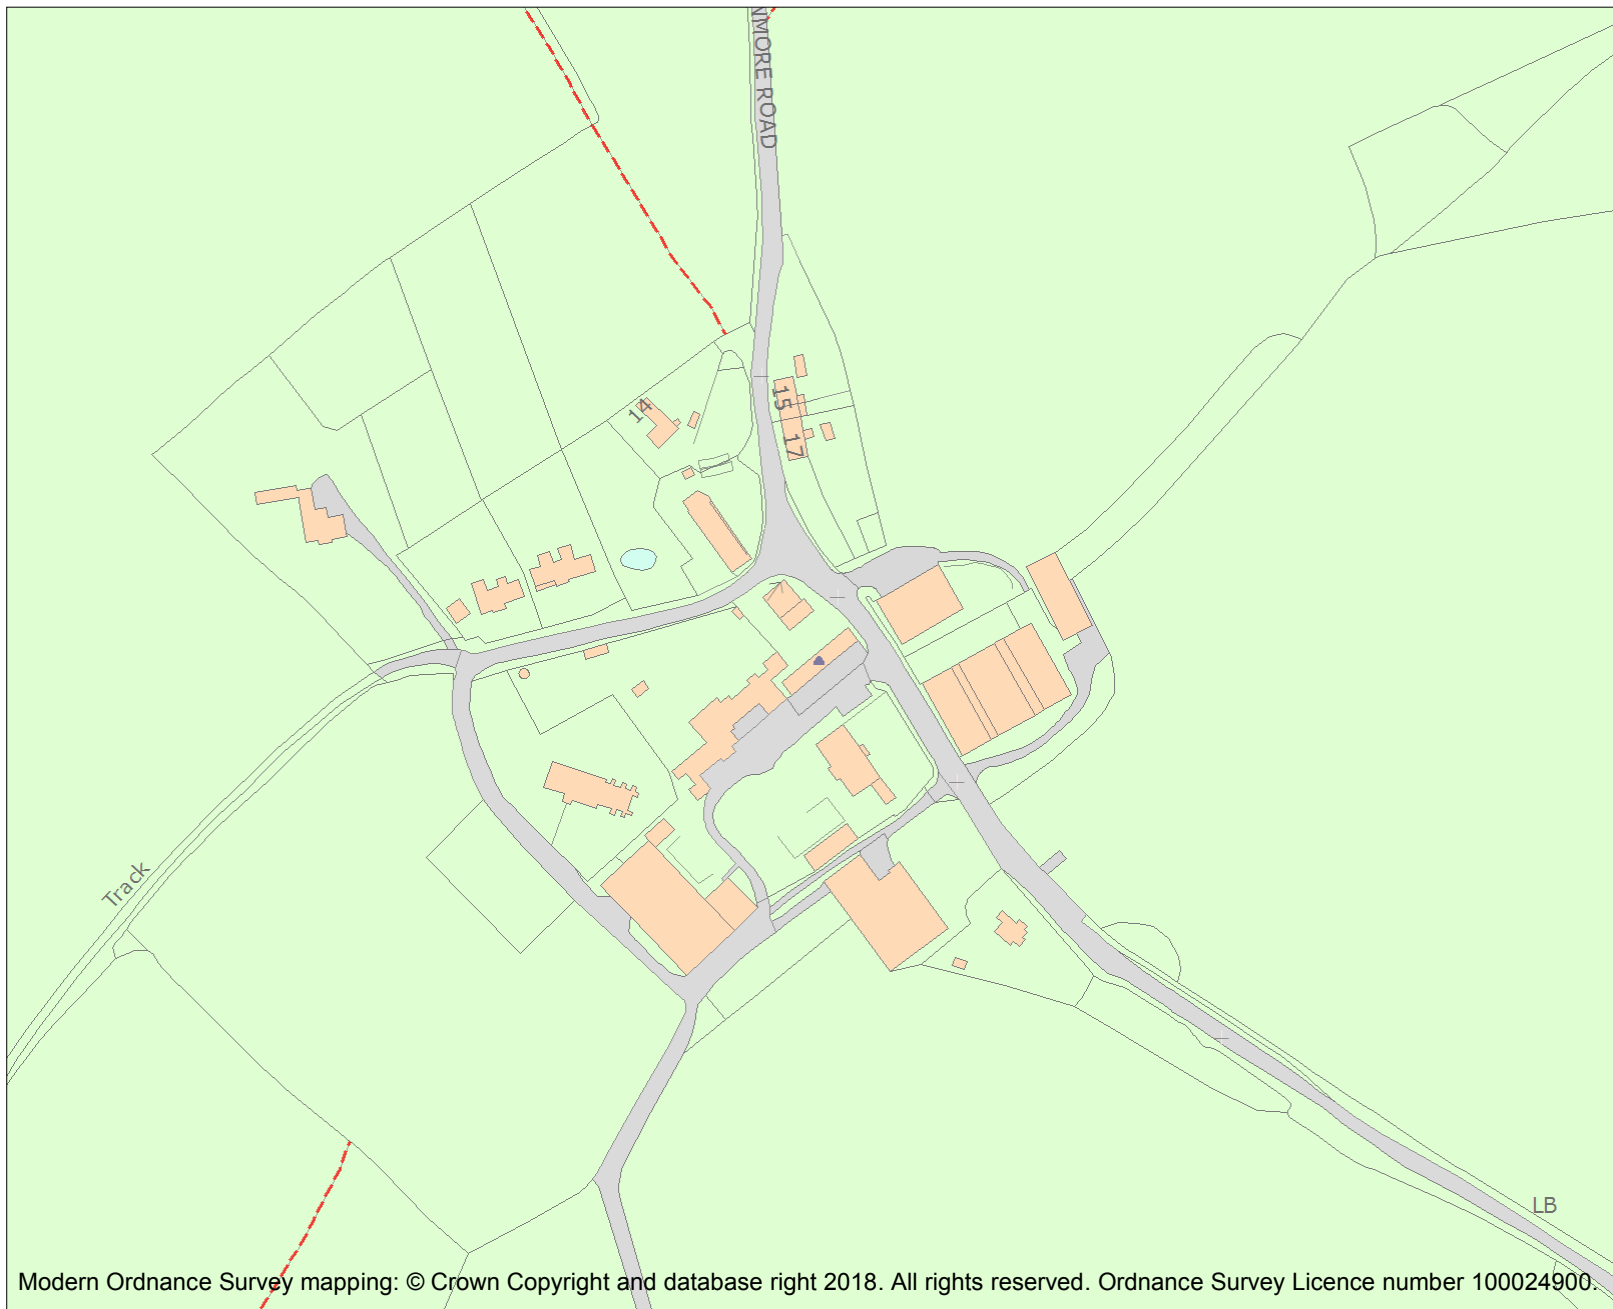 NMORE ROAD
14
15
17
Track
LB
Modern Ordnance Survey mapping: © Crown Copyright and database right 2018. All rights reserved. Ordnance Survey Licence number 100024900.